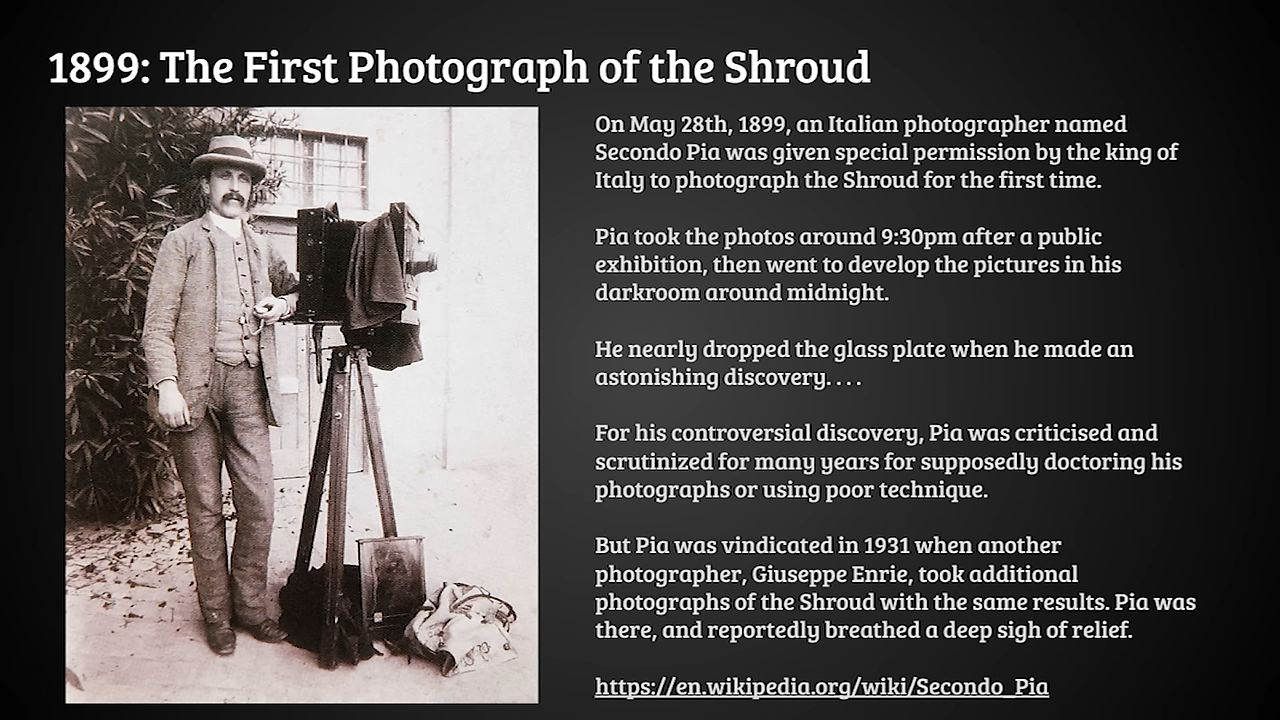 1899: The First Photograph of the Shroud
On May 28th, 1899, an Italian photographer named
Secondo Pia was given special permission by the king of
Italy to photograph the Shroud for the first time.
Pia took the photos around 9:30pm after a public
exhibition, then went to develop the pictures in his
darkroom around midnight.
He nearly dropped the glass plate when he made an
astonishing discovery. . . .
For his controversial discovery, Pia was criticised and
scrutinized for many years for supposedly doctoring his
photographs or using poor technique.
But Pia was vindicated in 1931 when another
photographer, Giuseppe Enrie, took additional
photographs of the Shroud with the same results. Pia was
there, and reportedly breathed a deep sigh of relief.
https://en.wikipedia.org/wiki/Secondo_Pia